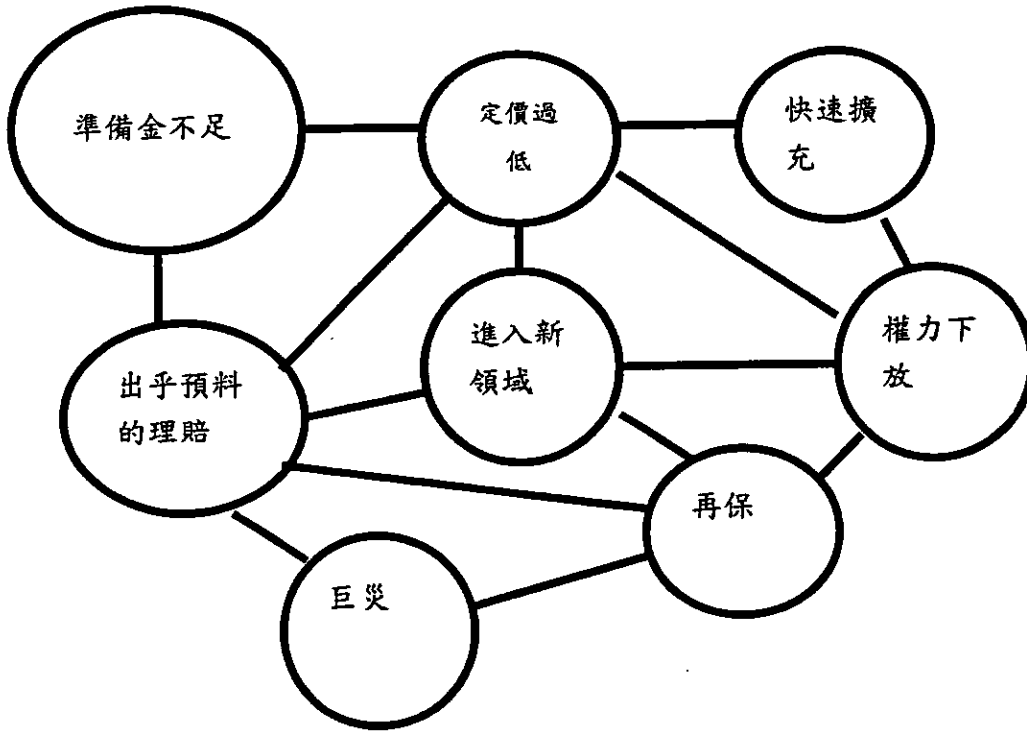 準備金不足
定價過
低
快速擴
充
進入新
領域
權力下
放
出乎預料
的理賠
再保
巨災